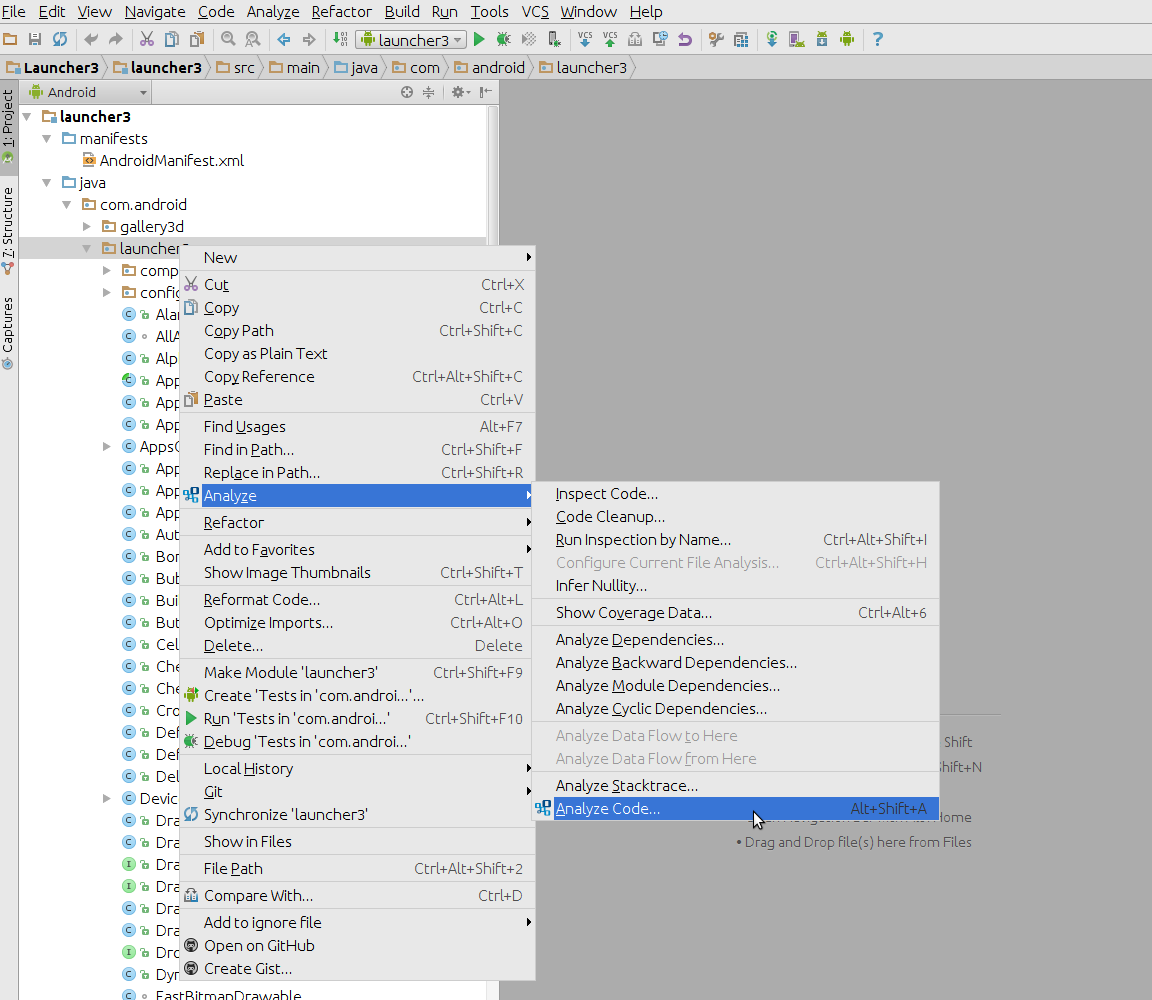 File Edit View Navigate Code Analyze Refactor Build Run Tools VCS Window Help
launcher3 VCS VCS ?
Launcher3 launcher3 src main java com android launcher3
1: Project
7: Structure
Captures
Android
launcher3
manifests
AndroidManifest.xml
java
com.android
gallery3d
launcher
comp
config
Alar
AllA
Alp
App
App
App
AppsC
App
App
App
Aut
Bor
Bub
Buil
But
Cel
Che
Che
Cro
Def
Def
Del
Devic
Dra
Dra
Dra
Dra
Dra
Dra
Dro
Dyn
FastBitmapDrawable
New
Cut Ctrl+X
Copy Ctrl+C
Copy Path Ctrl+Shift+C
Copy as Plain Text
Copy Reference Ctrl+Alt+Shift+C
Paste Ctrl+V
Find Usages Alt+F7
Find in Path... Ctrl+Shift+F
Replace in Path... Ctrl+Shift+R
Analyze
Refactor
Add to Favorites
Show Image Thumbnails Ctrl+Shift+T
Reformat Code... Ctrl+Alt+L
Optimize Imports... Ctrl+Alt+O
Delete... Delete
Make Module 'launcher3' Ctrl+Shift+F9
Create 'Tests in 'com.androi...'...
Run 'Tests in 'com.androi...' Ctrl+Shift+F10
Debug 'Tests in 'com.androi...'
Local History
Git
Synchronize 'launcher3'
Show in Files
File Path Ctrl+Alt+Shift+2
Compare With... Ctrl+D
Add to ignore file
Open on GitHub
Create Gist...
Inspect Code...
Code Cleanup...
Run Inspection by Name... Ctrl+Alt+Shift+I
Configure Current File Analysis... Ctrl+Alt+Shift+H
Infer Nullity...
Show Coverage Data... Ctrl+Alt+6
Analyze Dependencies...
Analyze Backward Dependencies...
Analyze Module Dependencies...
Analyze Cyclic Dependencies...
Analyze Data Flow to Here
Analyze Data Flow from Here
Analyze Stacktrace...
Analyze Code... Alt+Shift+A
Shift
Shift+N
Home
• Drag and Drop file(s) here from Files